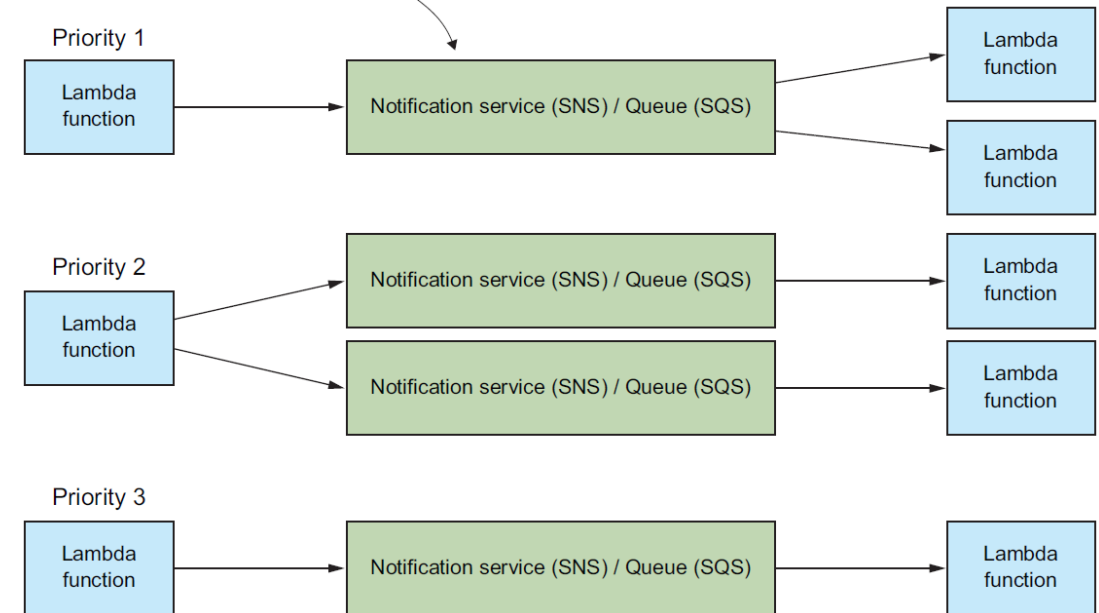 Priority 1
Lambda
function
Notification service (SNS) / Queue (SQS)
Lambda
function
Lambda
function
Priority 2
Lambda
function
Notification service (SNS) / Queue (SQS)
Notification service (SNS) / Queue (SQS)
Lambda
function
Lambda
function
Priority 3
Lambda
function
Notification service (SNS) / Queue (SQS)
Lambda
function